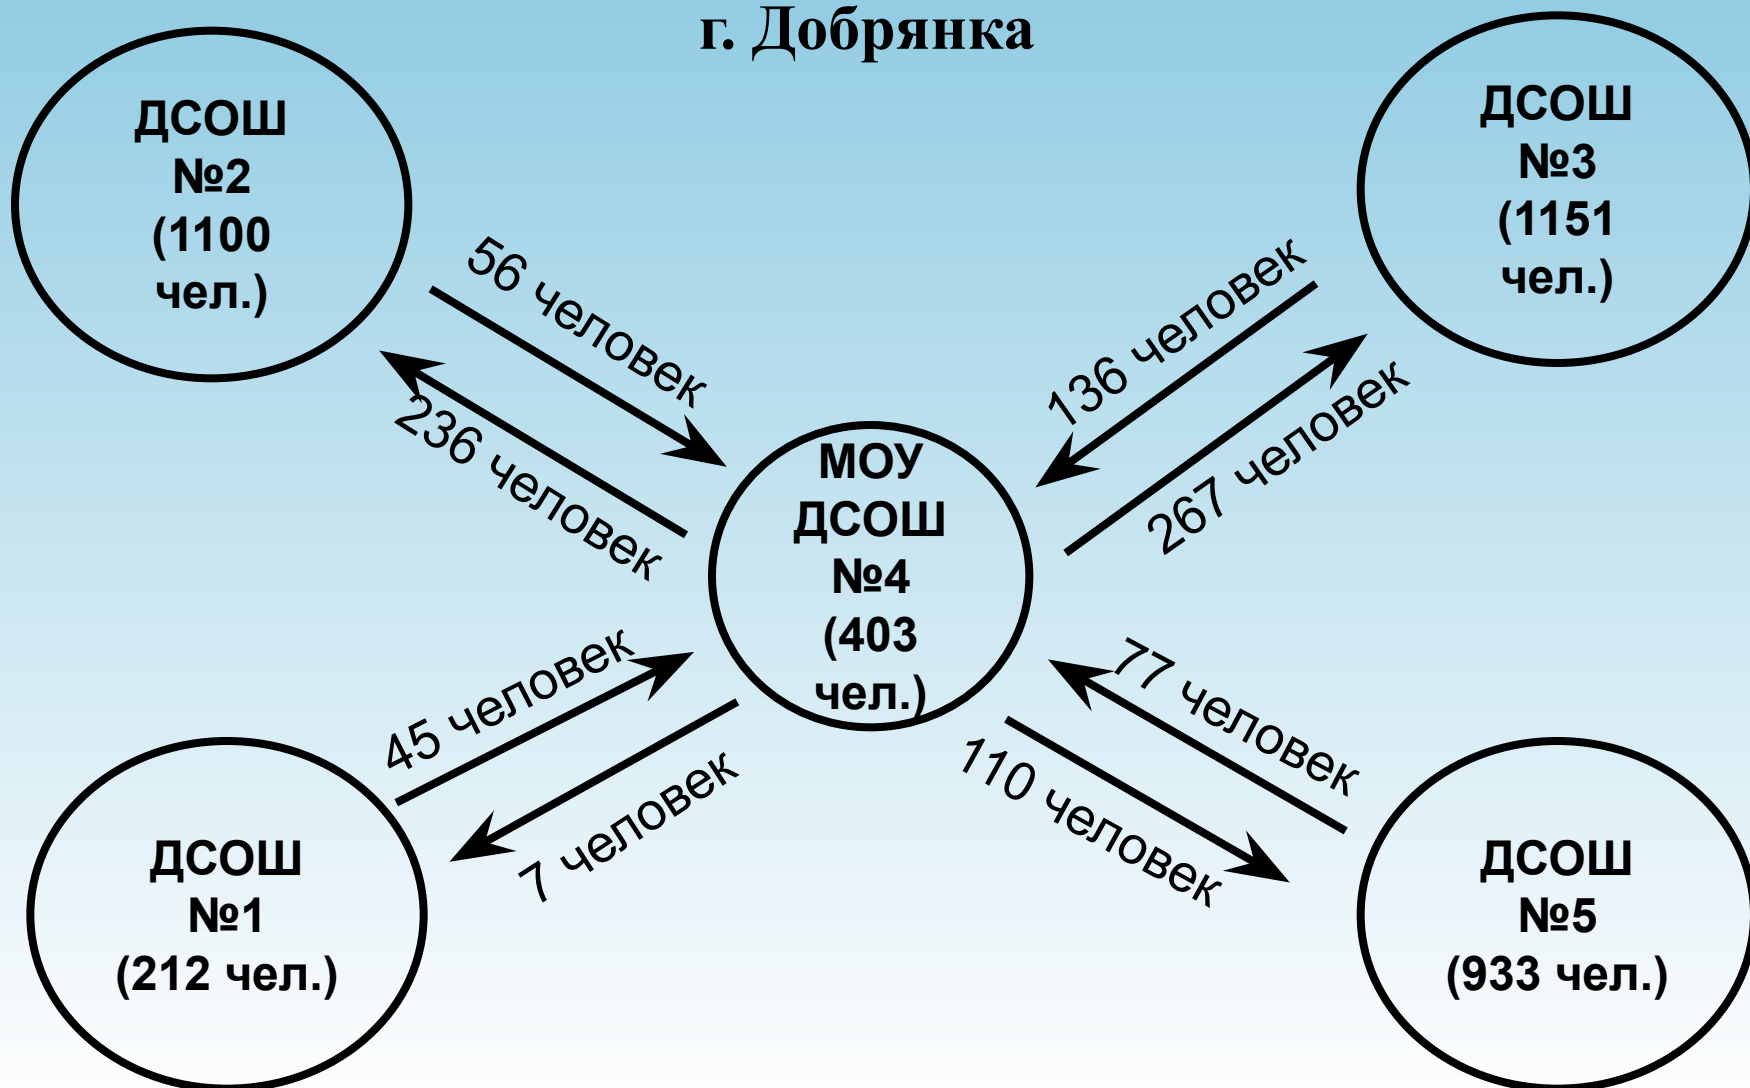 г. Добрянка
ДСОШ
№2
(1100
чел.)
ДСОШ
№3
(1151
чел.)
56 человек
236 человек
136 человек
267 человек
МОУ
ДСОШ
№4
(403
чел.)
45 человек
7 человек
77 человек
110 человек
ДСОШ
№1
(212 чел.)
ДСОШ
№5
(933 чел.)